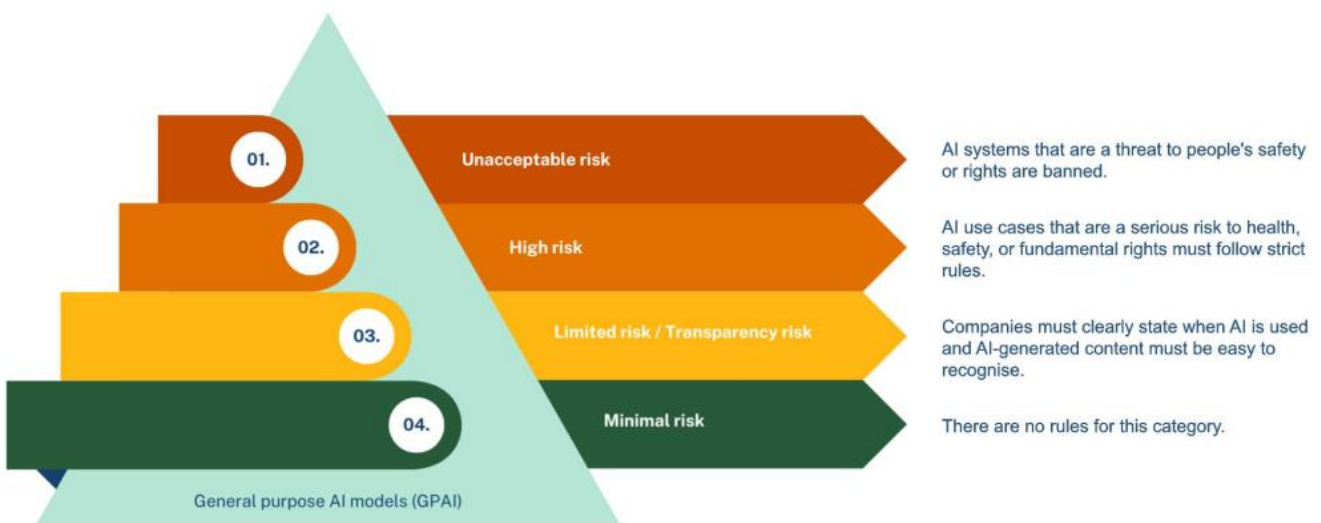 01.
Unacceptable risk
AI systems that are a threat to people's safety
or rights are banned.
02.
High risk
AI use cases that are a serious risk to health,
safety, or fundamental rights must follow strict
rules.
03.
Limited risk / Transparency risk
Companies must clearly state when AI is used
and AI-generated content must be easy to
recognise.
04.
Minimal risk
There are no rules for this category.
General purpose AI models (GPAI)